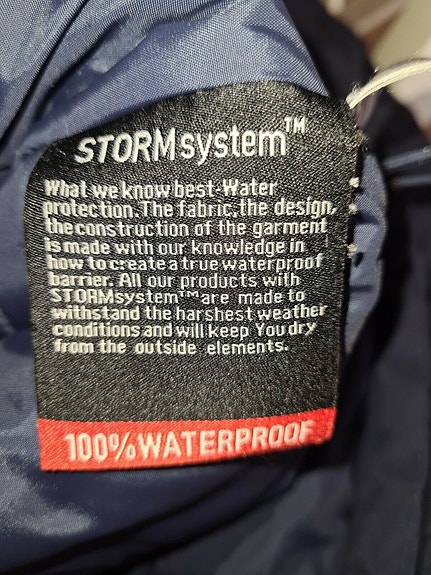 STORMsystem™
What we know best-Water
protection.The fabric,the design,
the construction of the garment
is made with our knowledge in
how to create a true waterproof
barrier. All our products with
STORMsystem™ are made to
withstand the harshest weather
conditions and will keep You dry
from the outside elements.
100% WATERPROOF